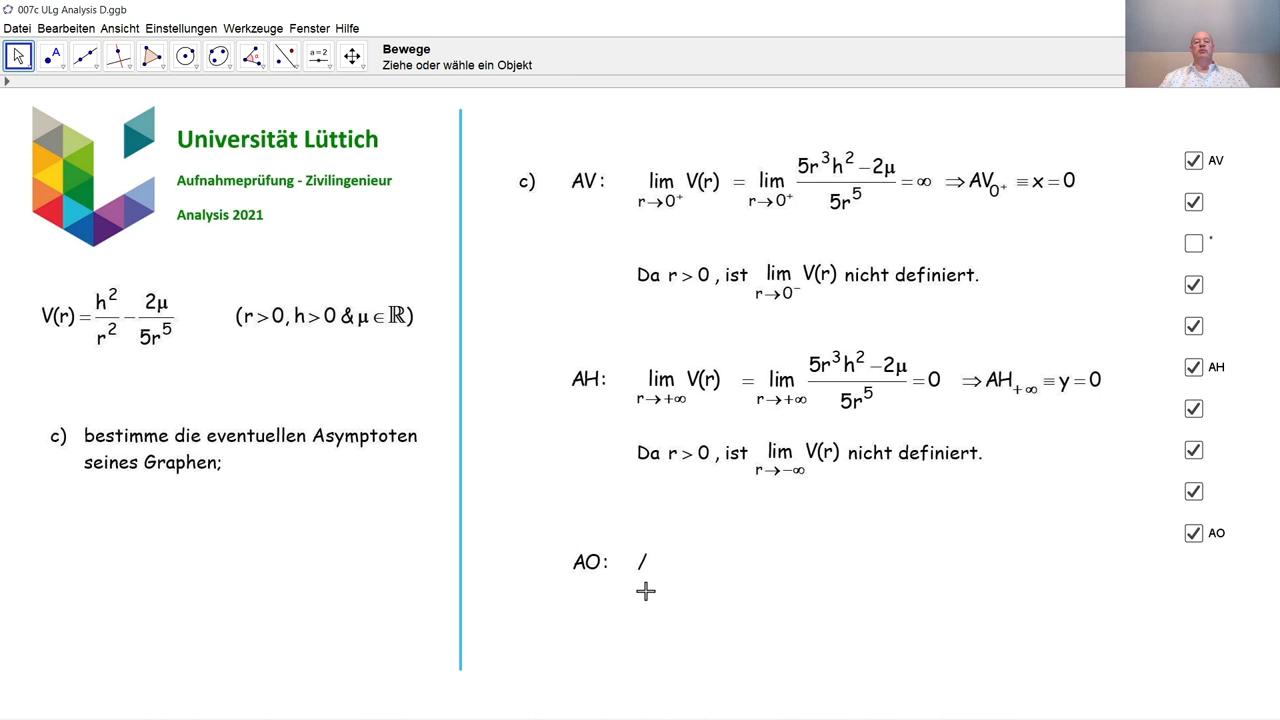 007c ULg Analysis D.ggb
Datei Bearbeiten Ansicht Einstellungen Werkzeuge Fenster Hilfe
A
a=2
Bewege
Ziehe oder wähle ein Objekt
Universität Lüttich
Aufnahmeprüfung - Zivilingenieur
Analysis 2021
V(r) = h²/r² − 2μ/5r⁵ (r > 0, h > 0 & μ ∈ ℝ)
c) bestimme die eventuellen Asymptoten
seines Graphen;
c) AV: lim r→0⁺ V(r) = lim r→0⁺ (5r³h² − 2μ)/5r⁵ = ∞ ⇒ AV₀⁺ ≡ x = 0
Da r > 0, ist lim r→0⁻ V(r) nicht definiert.
AH: lim r→+∞ V(r) = lim r→+∞ (5r³h² − 2μ)/5r⁵ = 0 ⇒ AH+∞ ≡ y = 0
Da r > 0, ist lim r→−∞ V(r) nicht definiert.
AO: /
AV
*
AH
AO